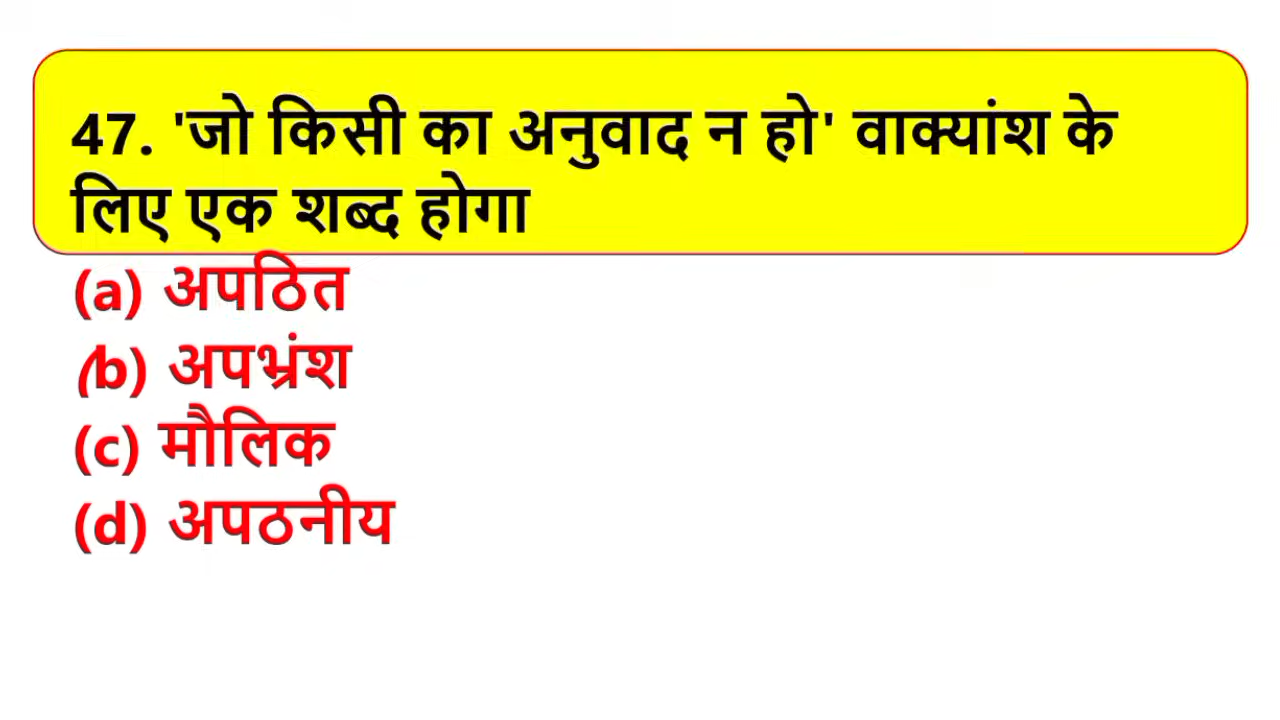 47. 'जो किसी का अनुवाद न हो' वाक्यांश के
लिए एक शब्द होगा
(a) अपठित
(b) अपभ्रंश
(c) मौलिक
(d) अपठनीय